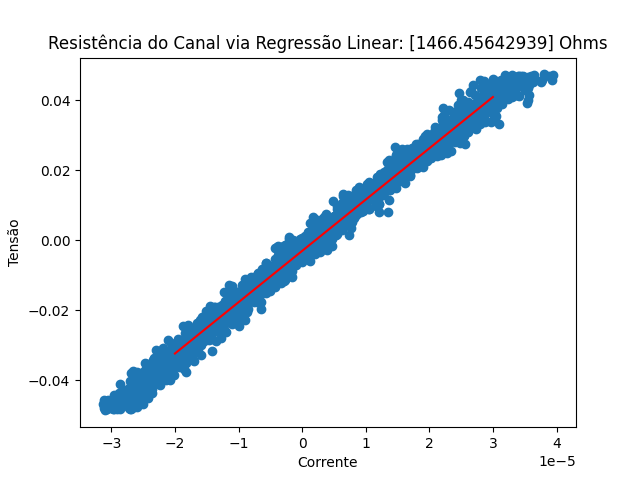 Resistência do Canal via Regressão Linear: [1466.45642939] Ohms
Tensão
0.04
0.02
0.00
−0.02
−0.04
−3 −2 −1 0 1 2 3 4
1e−5
Corrente